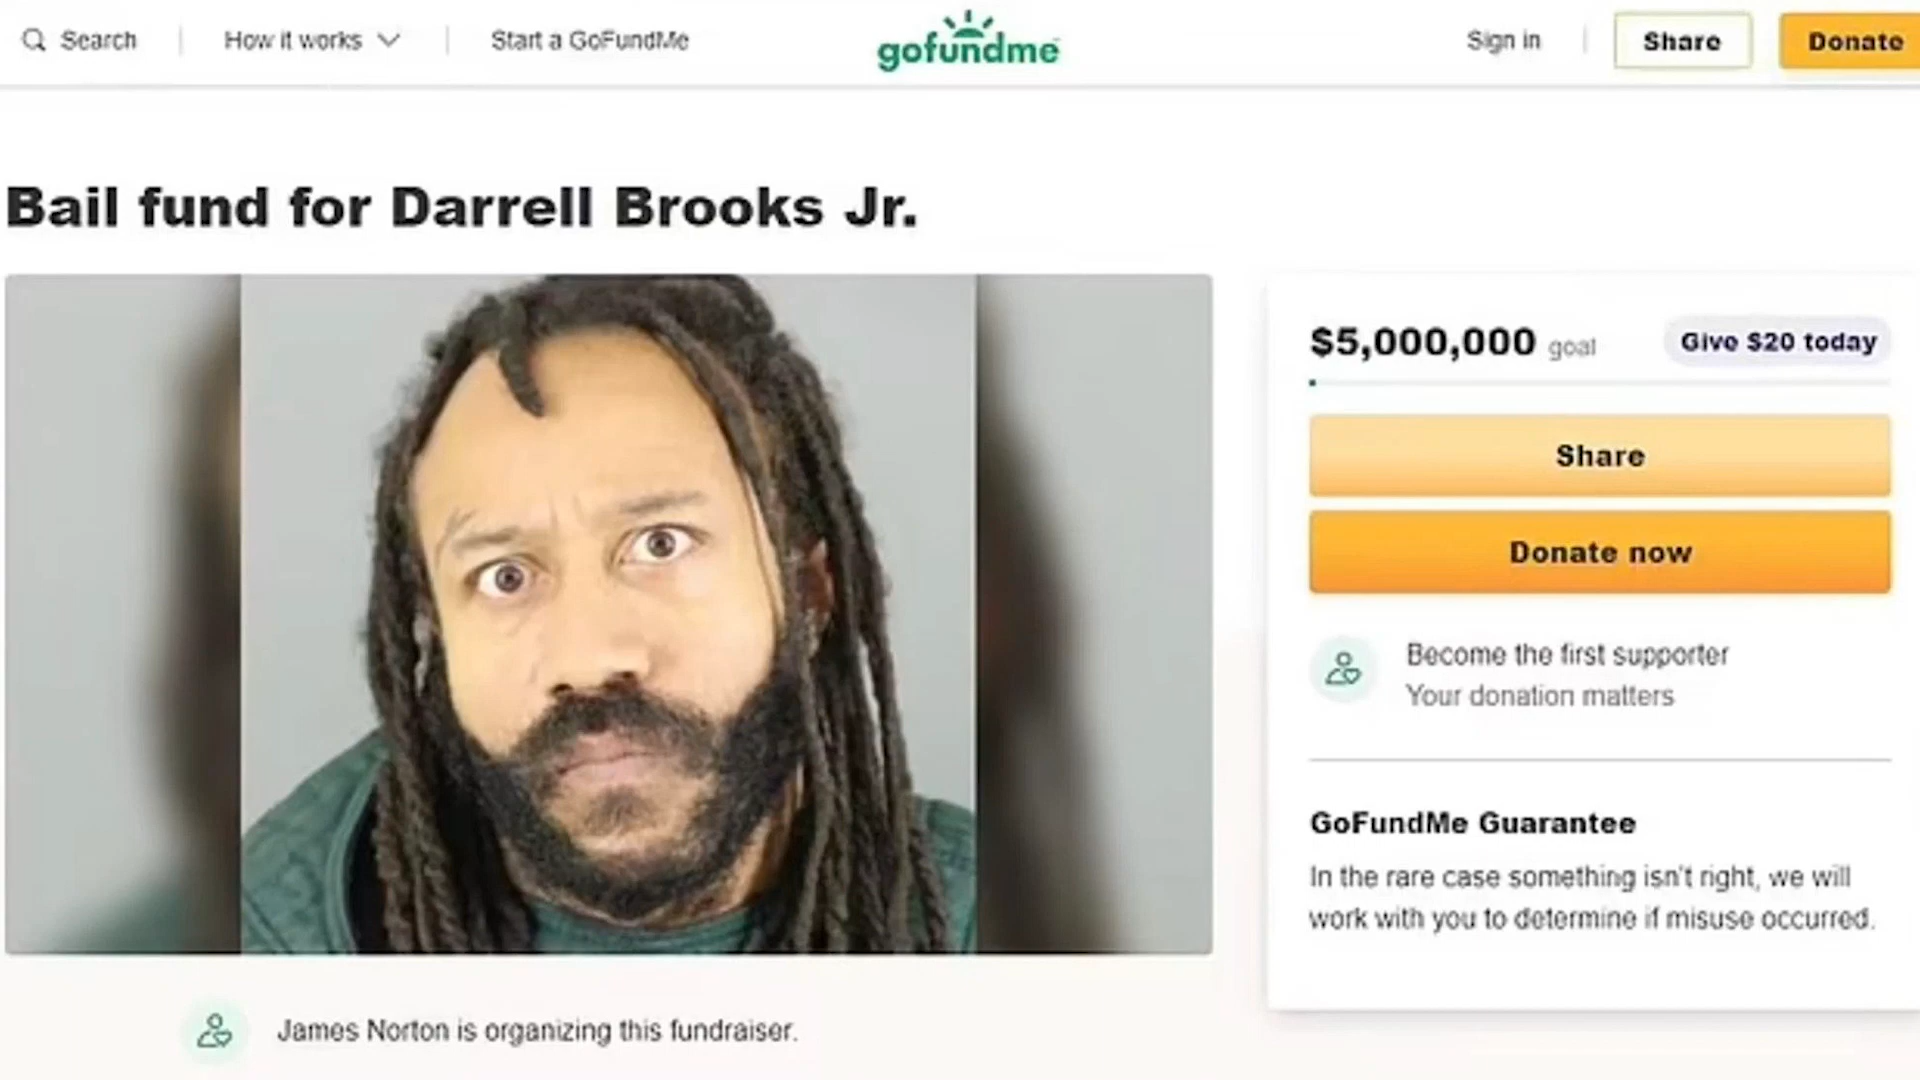 Search
How it works
Start a GoFundMe
gofundme
Sign in
Share
Donate
Bail fund for Darrell Brooks Jr.
$5,000,000 goal
Give $20 today
Share
Donate now
Become the first supporter
Your donation matters
GoFundMe Guarantee
In the rare case something isn't right, we will
work with you to determine if misuse occurred.
James Norton is organizing this fundraiser.